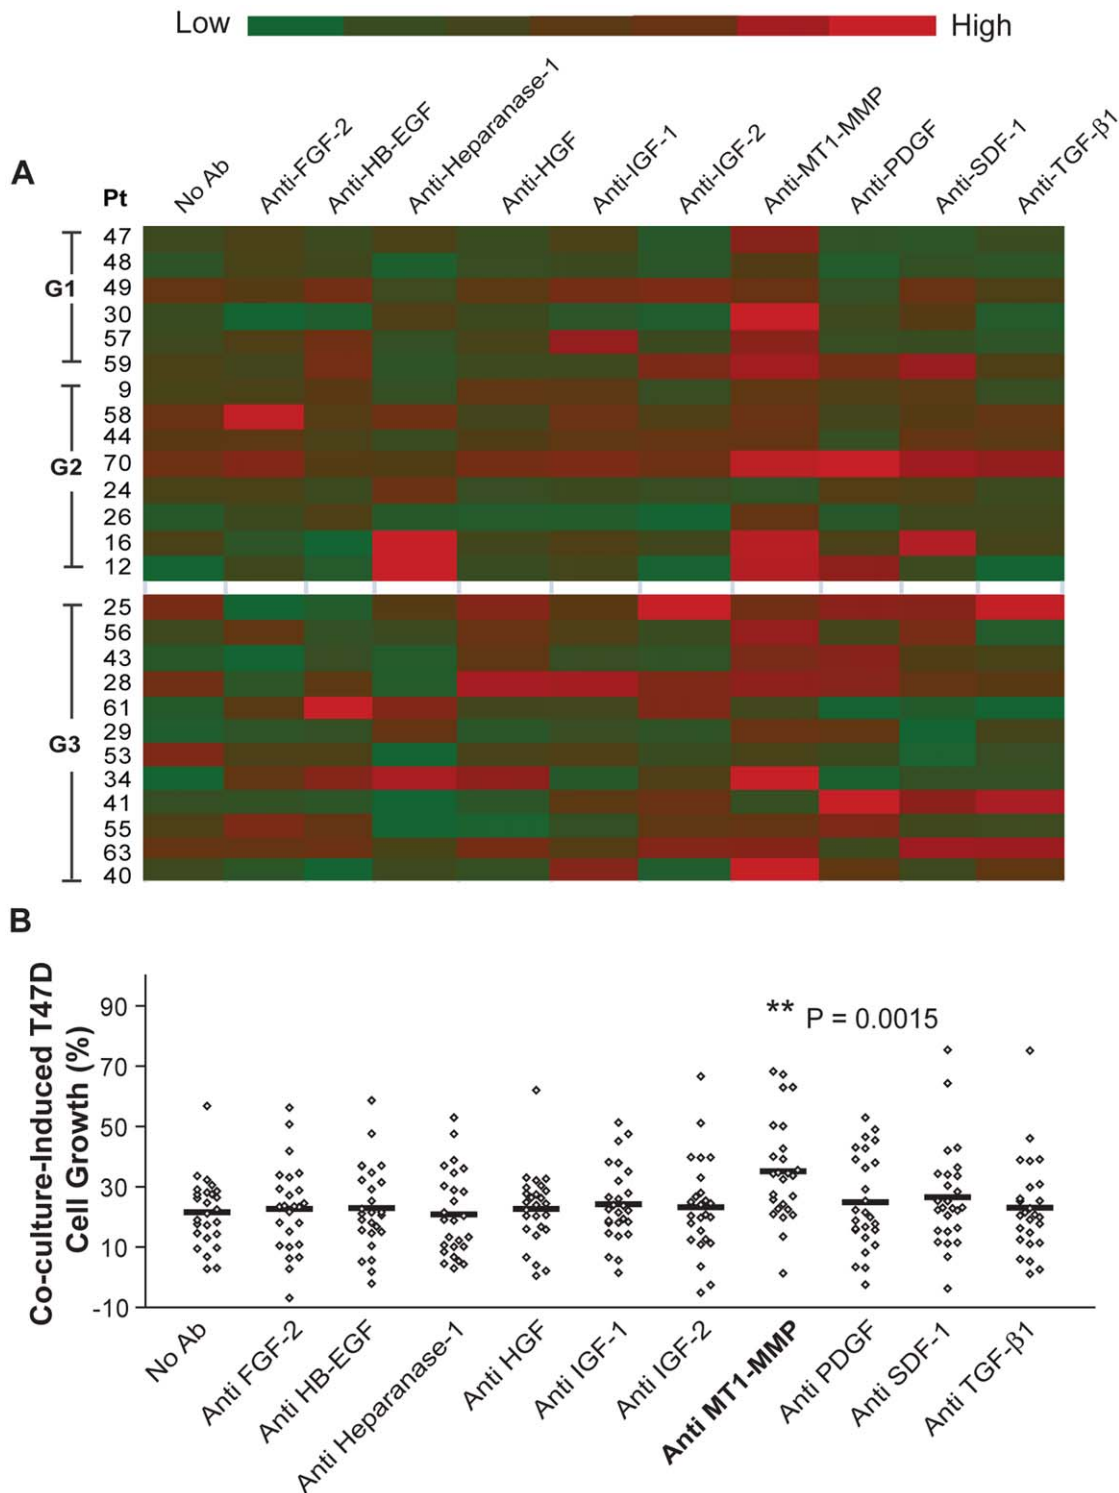 Low High
A
Pt
No Ab
Anti-FGF-2
Anti-HB-EGF
Anti-Heparanase-1
Anti-HGF
Anti-IGF-1
Anti-IGF-2
Anti-MT1-MMP
Anti-PDGF
Anti-SDF-1
Anti-TGF-β1
G1
47
48
49
30
57
59
G2
9
58
44
70
24
26
16
12
G3
25
56
43
28
61
29
53
34
41
55
63
40
B
Co-culture-Induced T47D
Cell Growth (%)
90
70
50
30
10
-10
** P = 0.0015
No Ab
Anti FGF-2
Anti HB-EGF
Anti Heparanase-1
Anti HGF
Anti IGF-1
Anti IGF-2
Anti MT1-MMP
Anti PDGF
Anti SDF-1
Anti TGF-β1